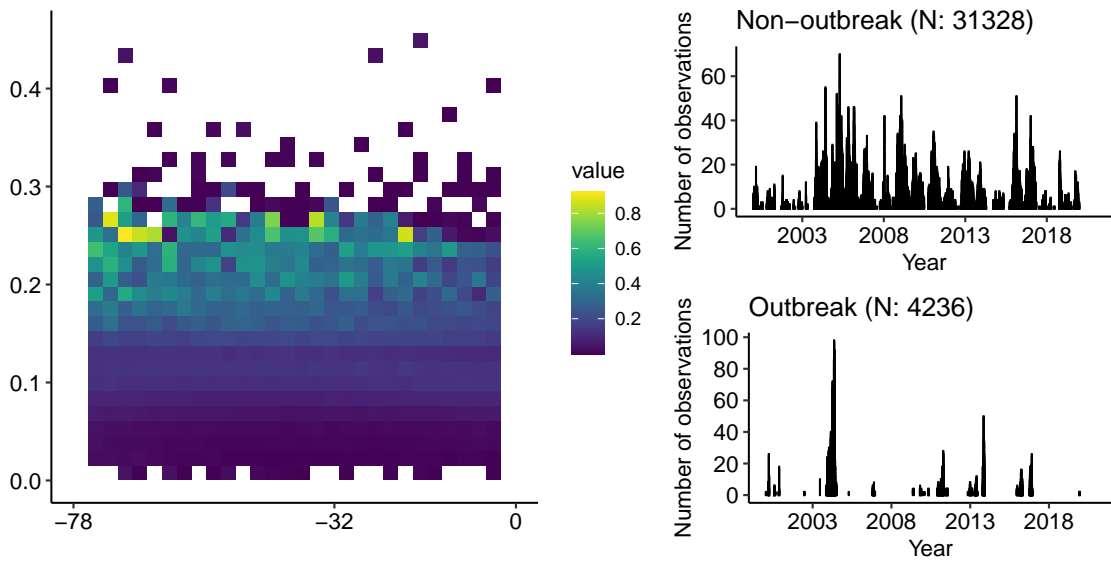 0.4
0.3
0.2
0.1
0.0
−78
−32
0
value
0.8
0.6
0.4
0.2
Non−outbreak (N: 31328)
Number of observations
60
40
20
0
2003 2008 2013 2018
Year
Outbreak (N: 4236)
Number of observations
100
80
60
40
20
0
2003 2008 2013 2018
Year